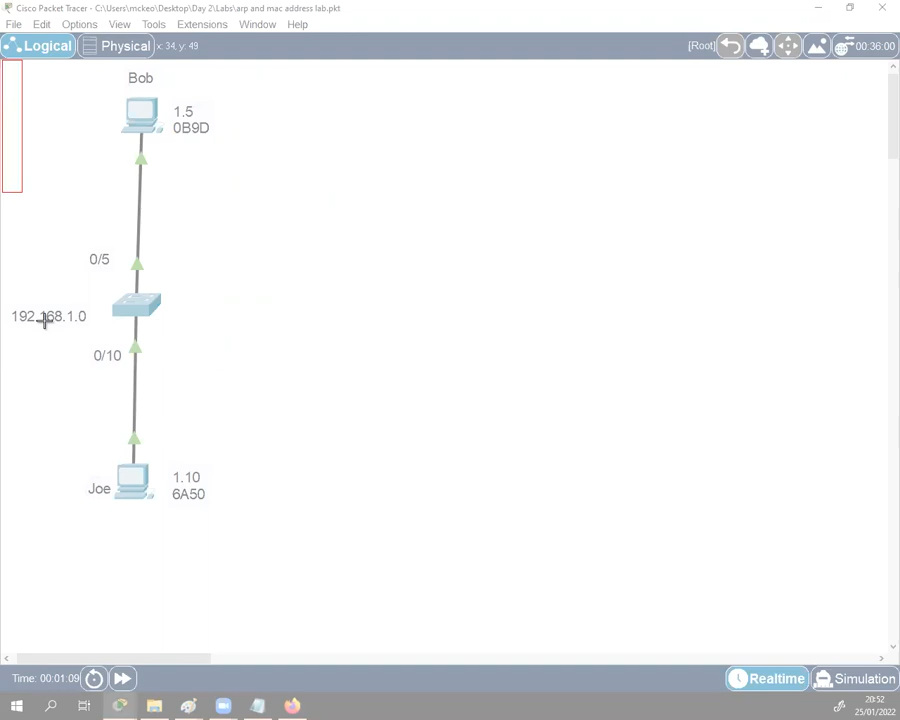 Cisco Packet Tracer - C:\Users\mckeo\Desktop\Day 2\Labs\arp and mac address lab.pkt
File Edit Options View Tools Extensions Window Help
Logical Physical x: 34, y: 49 [Root] 00:36:00
Bob
1.5
0B9D
0/5
192.168.1.0
0/10
1.10
Joe
6A50
Time: 00:01:09 Realtime Simulation
20:52
25/01/2022